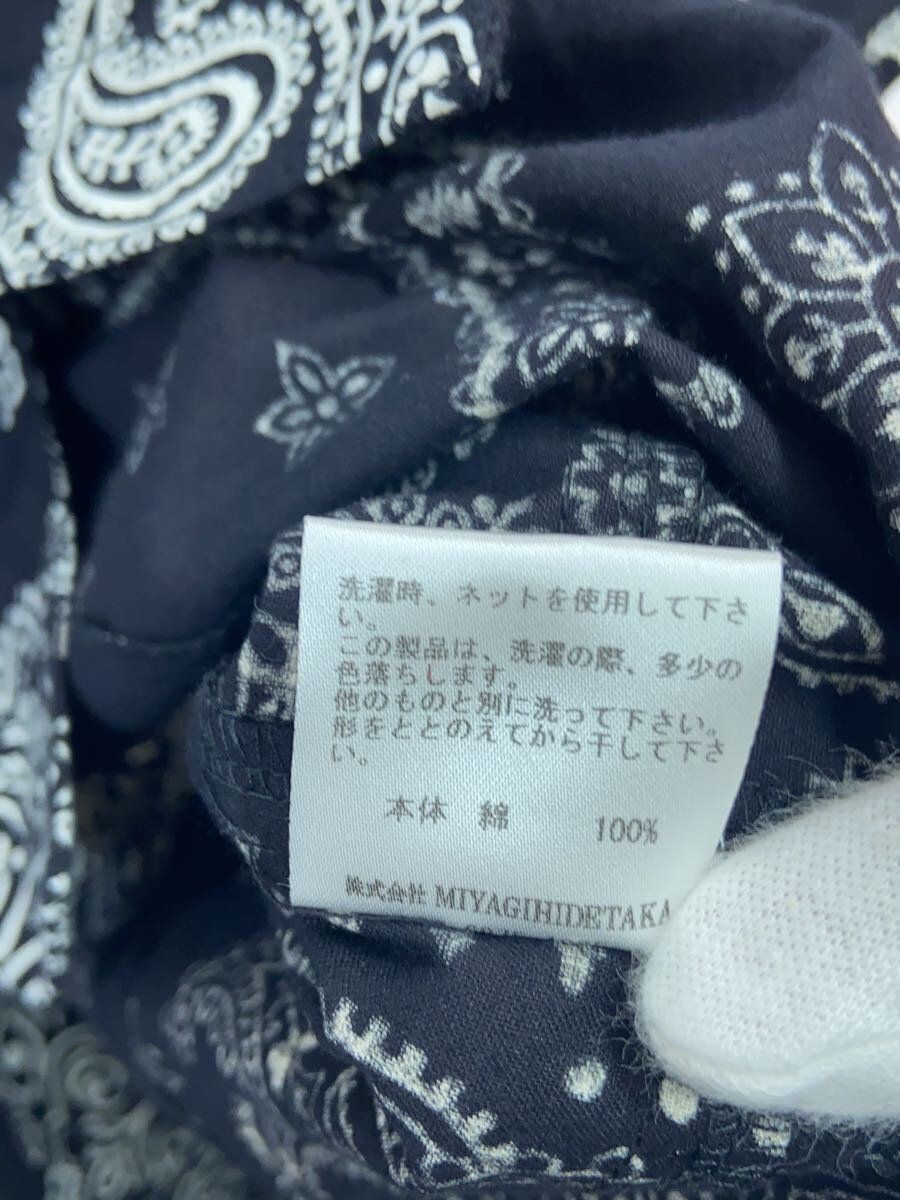 洗濯時、ネットを使用して下さ
い。
この製品は、洗濯の際、多少の
色落ちします。
他のものと別に洗って下さい。
形をととのえてから干して下さ
い。
本体 綿 100%
株式会社 MIYAGIHIDETAKA